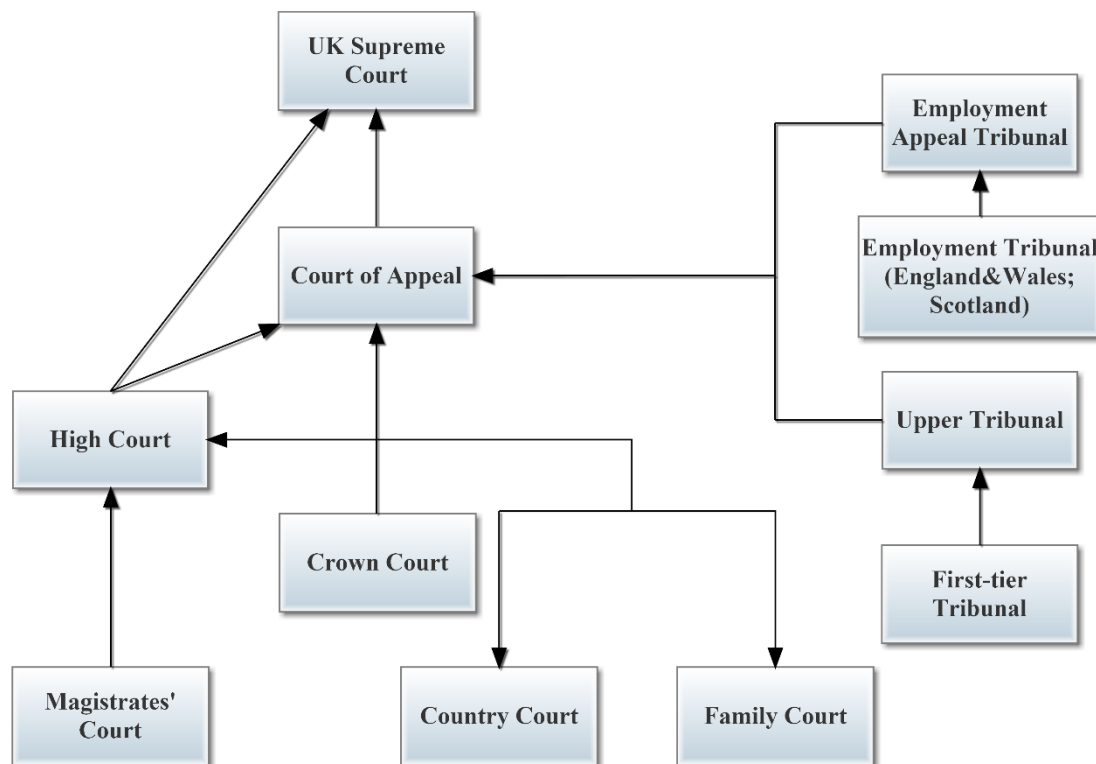 UK Supreme
Court
Employment
Appeal Tribunal
Court of Appeal
Employment Tribunal
(England&Wales;
Scotland)
High Court
Upper Tribunal
Crown Court
First-tier
Tribunal
Magistrates'
Court
Country Court
Family Court